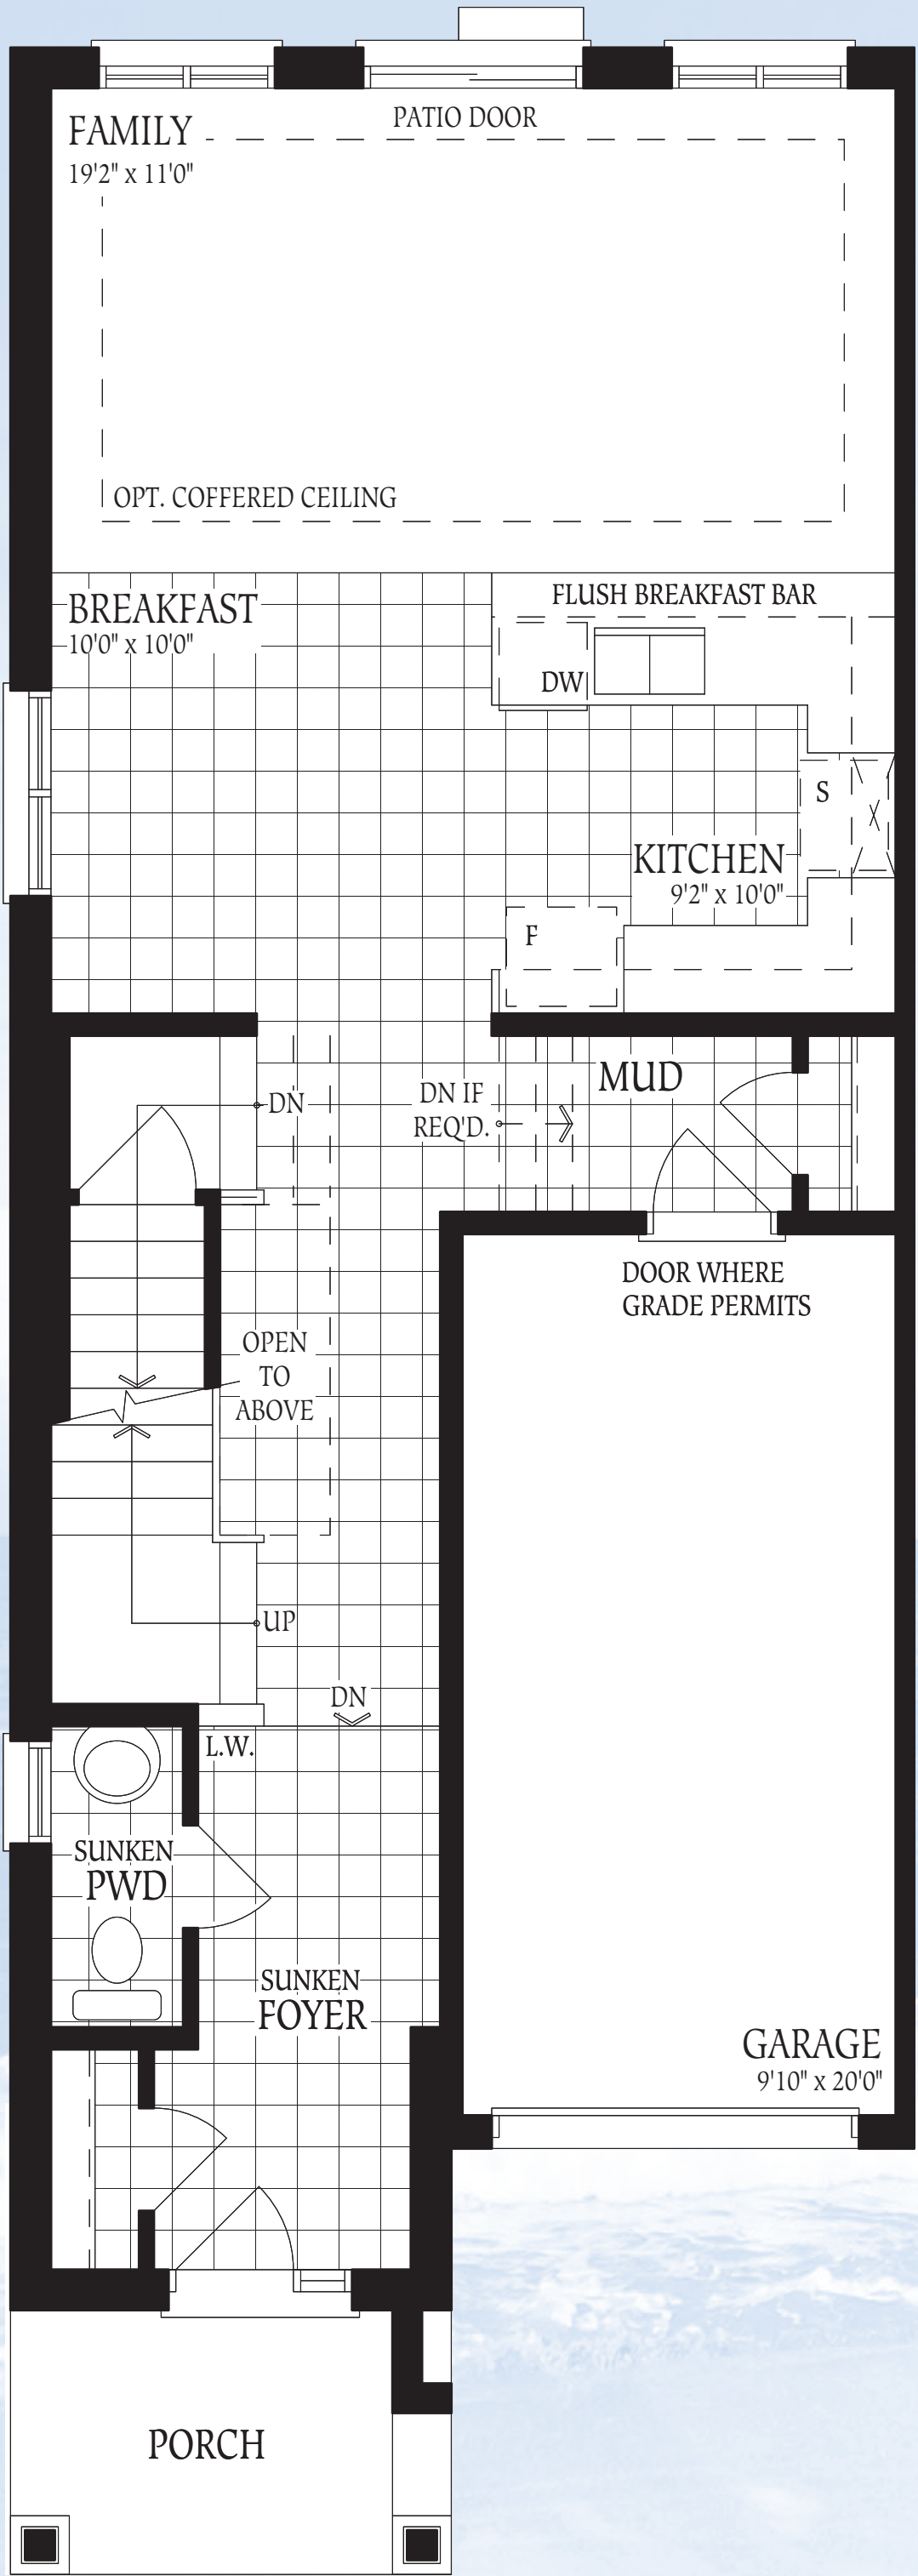 PATIO DOOR
FAMILY
19'2" x 11'0"
OPT. COFFERED CEILING
BREAKFAST
10'0" x 10'0"
FLUSH BREAKFAST BAR
DW
S
KITCHEN
9'2" x 10'0"
F
DN
DN IF
REQ'D.
MUD
DOOR WHERE
GRADE PERMITS
OPEN
TO
ABOVE
UP
DN
L.W.
SUNKEN
PWD
SUNKEN
FOYER
GARAGE
9'10" x 20'0"
PORCH